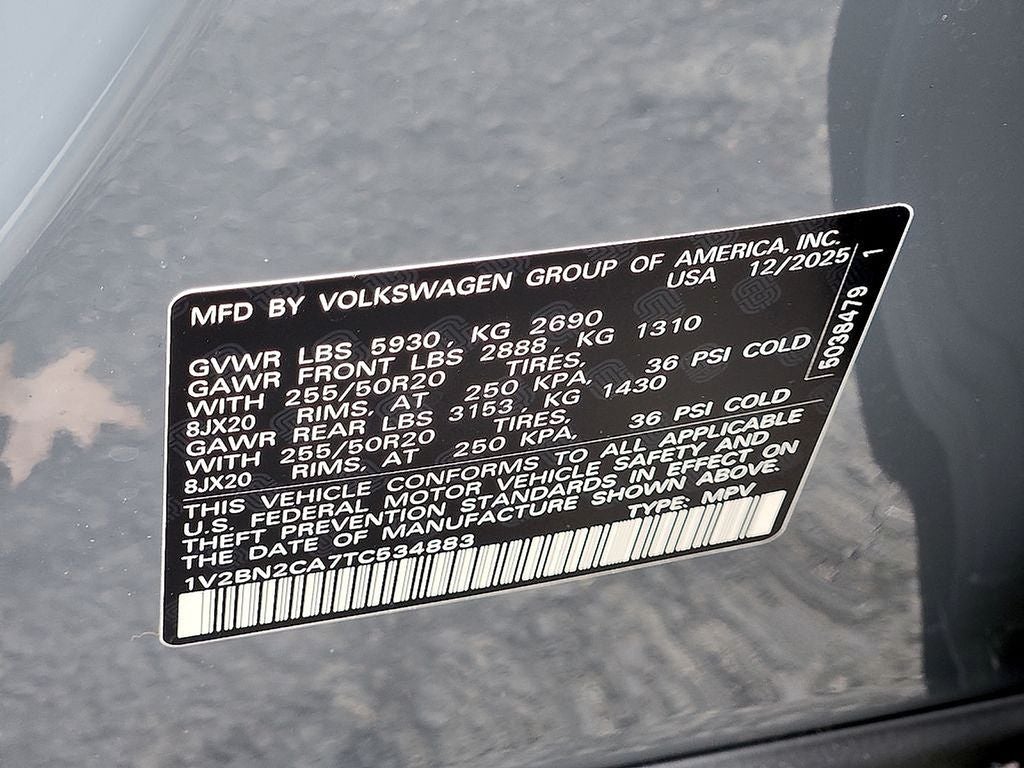 MFD BY VOLKSWAGEN GROUP OF AMERICA, INC.
USA 12/2025
GVWR LBS 5930, KG 2690
GAWR FRONT LBS 2888, KG 1310
WITH 255/50R20 TIRES,
8JX20 RIMS, AT 250 KPA, 36 PSI COLD
GAWR REAR LBS 3153, KG 1430
WITH 255/50R20 TIRES,
8JX20 RIMS, AT 250 KPA, 36 PSI COLD
THIS VEHICLE CONFORMS TO ALL APPLICABLE
U.S. FEDERAL MOTOR VEHICLE SAFETY AND
THEFT PREVENTION STANDARDS IN EFFECT ON
THE DATE OF MANUFACTURE SHOWN ABOVE.
1V2BN2CA7TC534883 TYPE: MPV
5038479 1